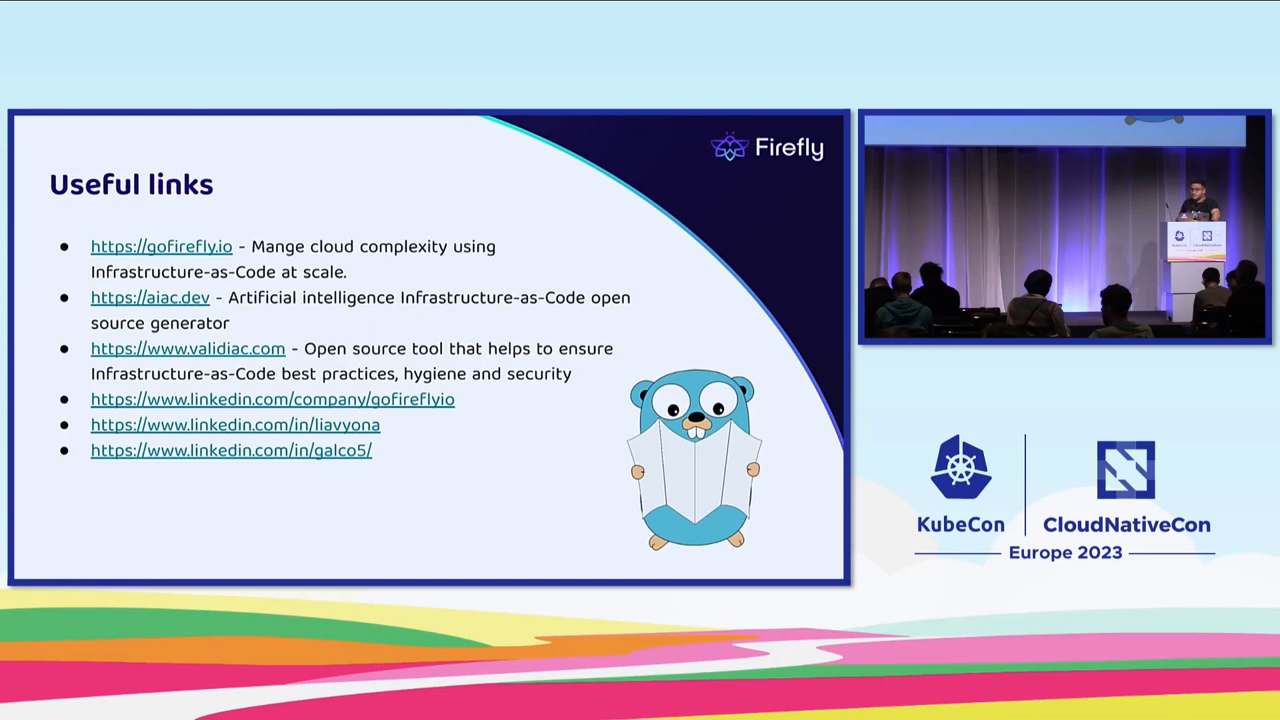 Firefly
Useful links
● https://gofirefly.io - Mange cloud complexity using
Infrastructure-as-Code at scale.
● https://aiac.dev - Artificial intelligence Infrastructure-as-Code open
source generator
● https://www.validiac.com - Open source tool that helps to ensure
Infrastructure-as-Code best practices, hygiene and security
● https://www.linkedin.com/company/gofireflyio
● https://www.linkedin.com/in/liavyona
● https://www.linkedin.com/in/galco5/
KubeCon
CloudNativeCon
Europe 2023